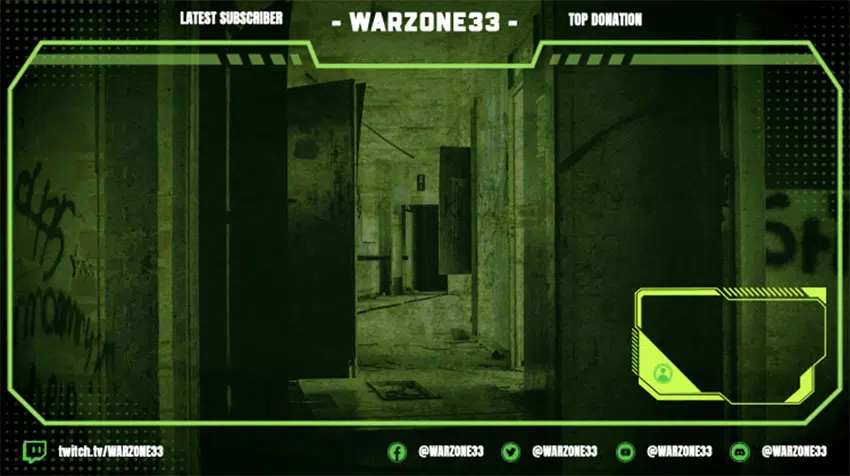 LATEST SUBSCRIBER
- WARZONE33 -
TOP DONATION
twitch.tv/WARZONE33
@WARZONE33
@WARZONE33
@WARZONE33
@WARZONE33